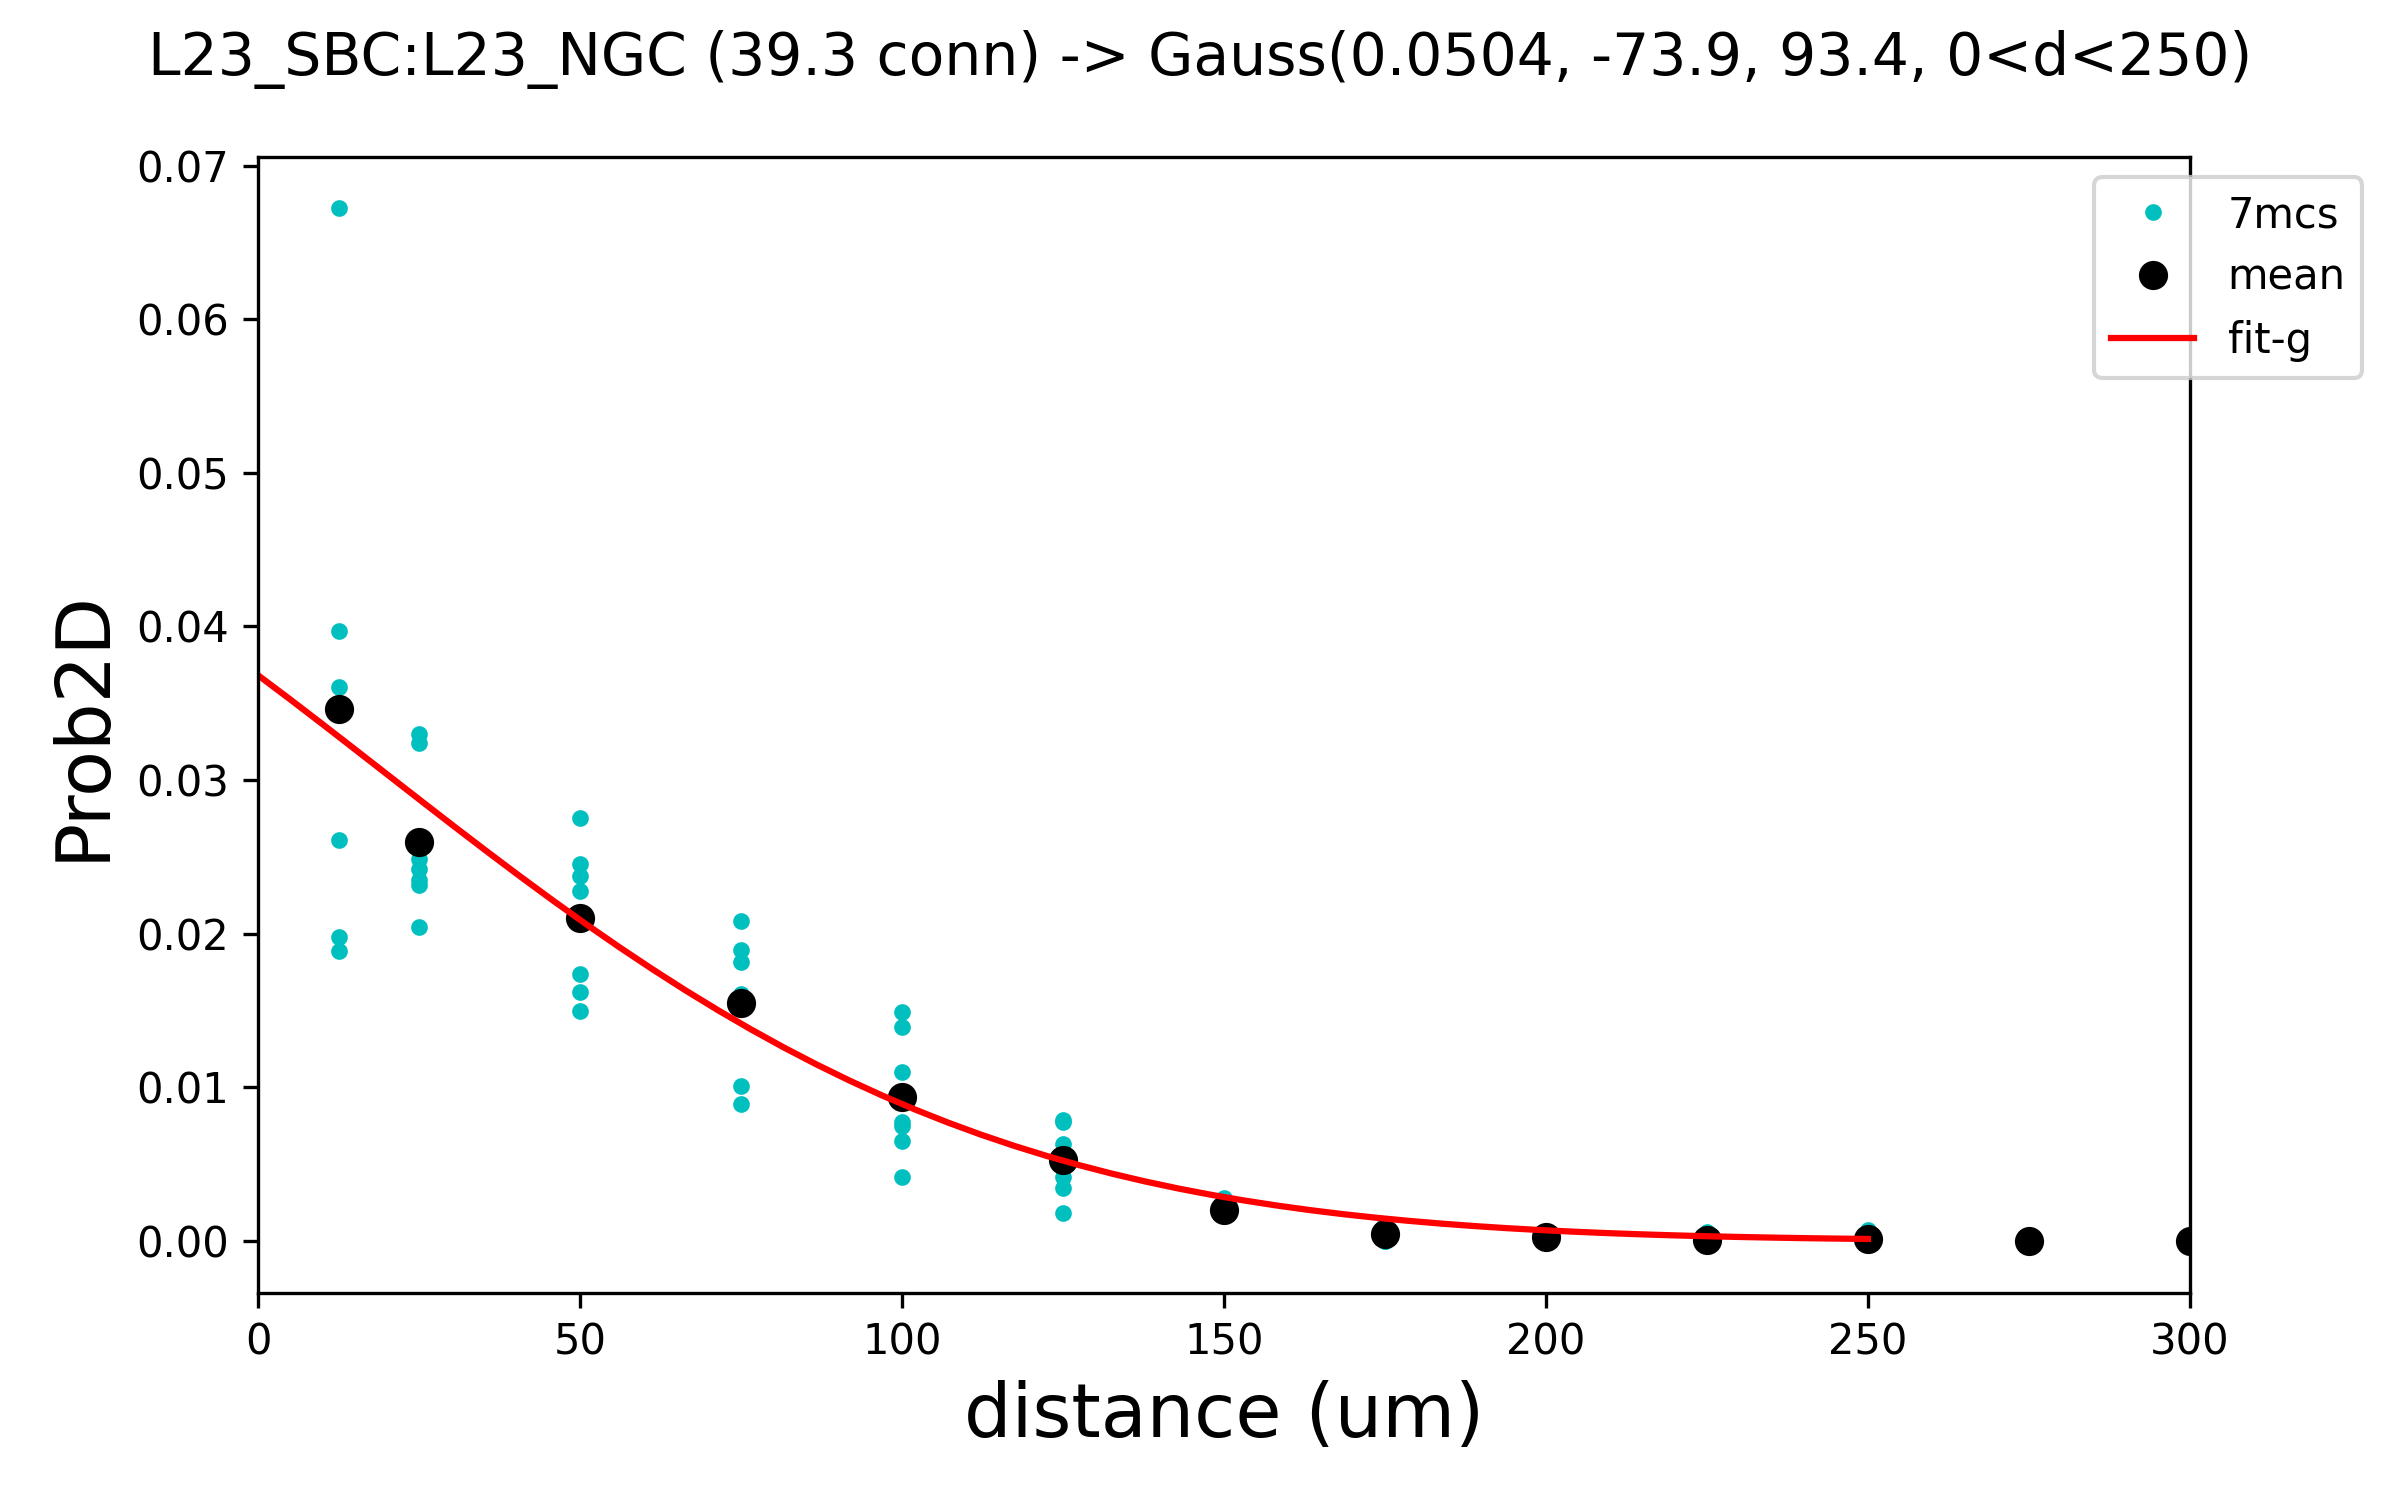 L23_SBC:L23_NGC (39.3 conn) -> Gauss(0.0504, -73.9, 93.4, 0<d<250)
0.07
0.06
0.05
0.04
0.03
0.02
0.01
0.00
Prob2D
7mcs
mean
fit-g
0 50 100 150 200 250 300
distance (um)